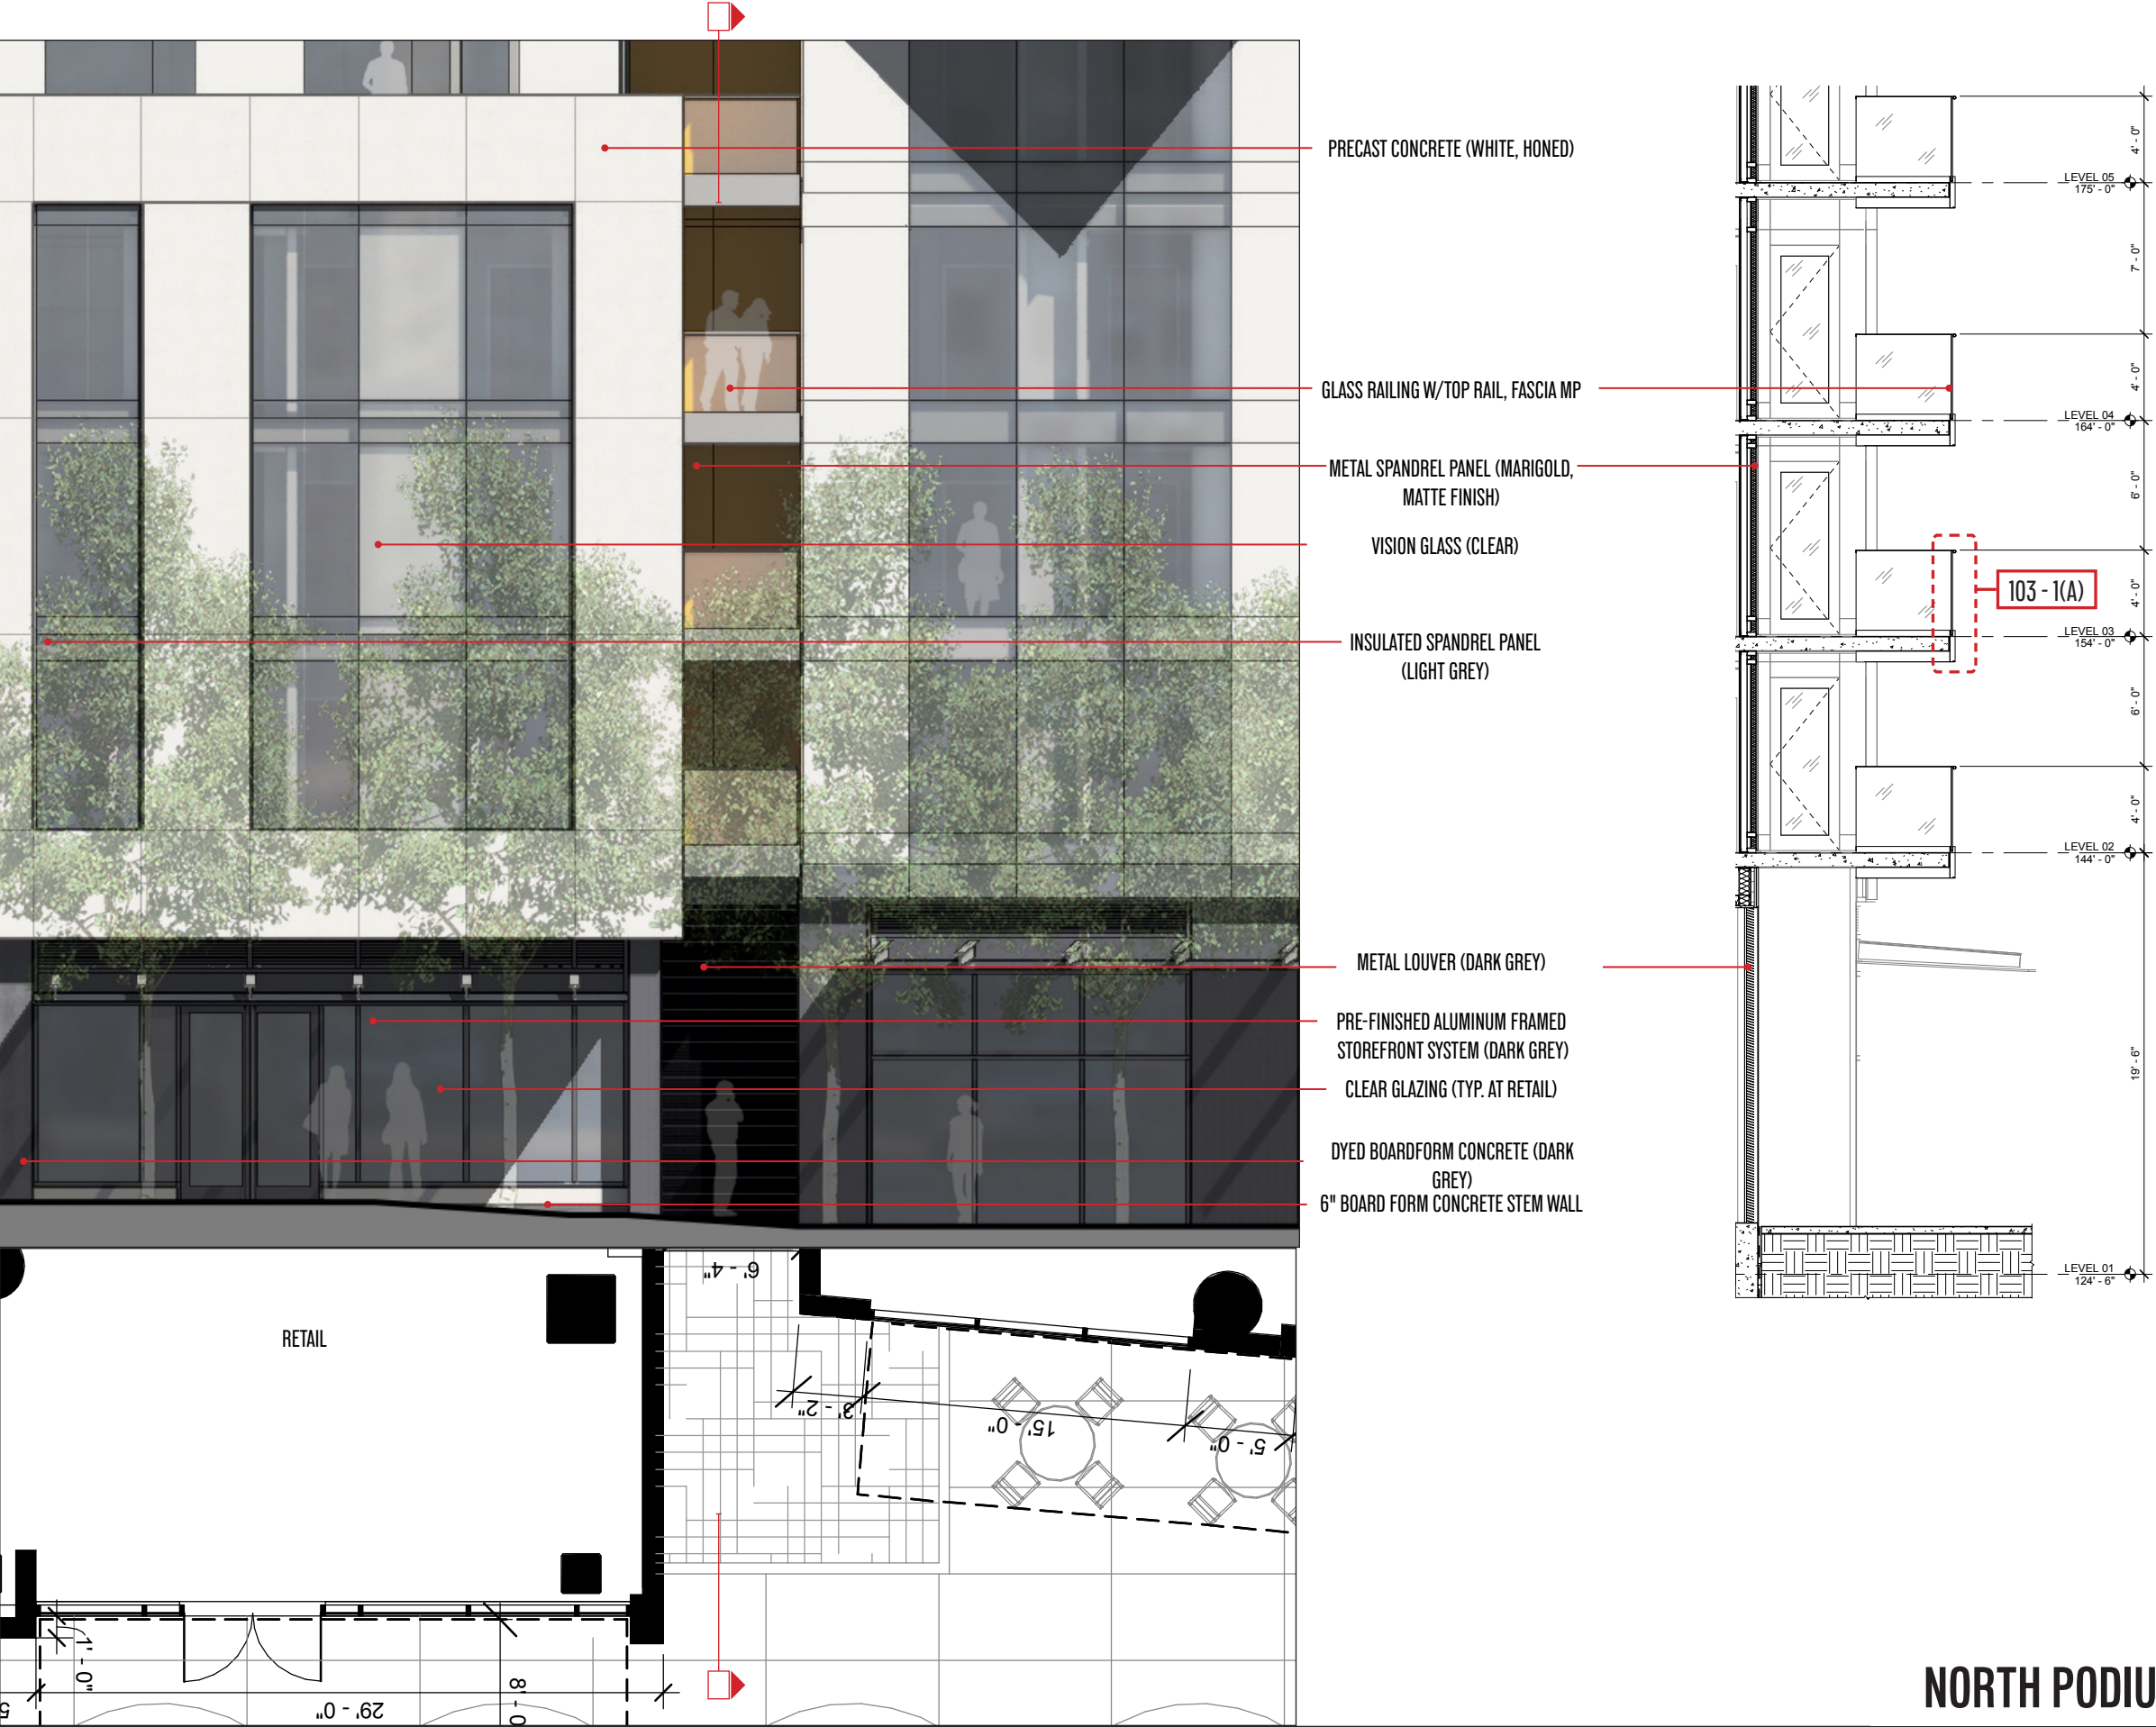 PRECAST CONCRETE (WHITE, HONED)
GLASS RAILING W/TOP RAIL, FASCIA MP
METAL SPANDREL PANEL (MARIGOLD,
MATTE FINISH)
VISION GLASS (CLEAR)
INSULATED SPANDREL PANEL
(LIGHT GREY)
METAL LOUVER (DARK GREY)
PRE-FINISHED ALUMINUM FRAMED
STOREFRONT SYSTEM (DARK GREY)
CLEAR GLAZING (TYP. AT RETAIL)
DYED BOARDFORM CONCRETE (DARK
GREY)
6" BOARD FORM CONCRETE STEM WALL
4' - 0"
LEVEL 05
175' - 0"
7' - 0"
4' - 0"
LEVEL 04
164' - 0"
6' - 0"
103 - 1(A)
4' - 0"
LEVEL 03
154' - 0"
6' - 0"
4' - 0"
LEVEL 02
144' - 0"
19' - 6"
LEVEL 01
124' - 6"
6' - 4"
RETAIL
3' - 2"
15' - 0"
5' - 0"
1' - 0"
29' - 0"
8' - 0
5
NORTH PODIU